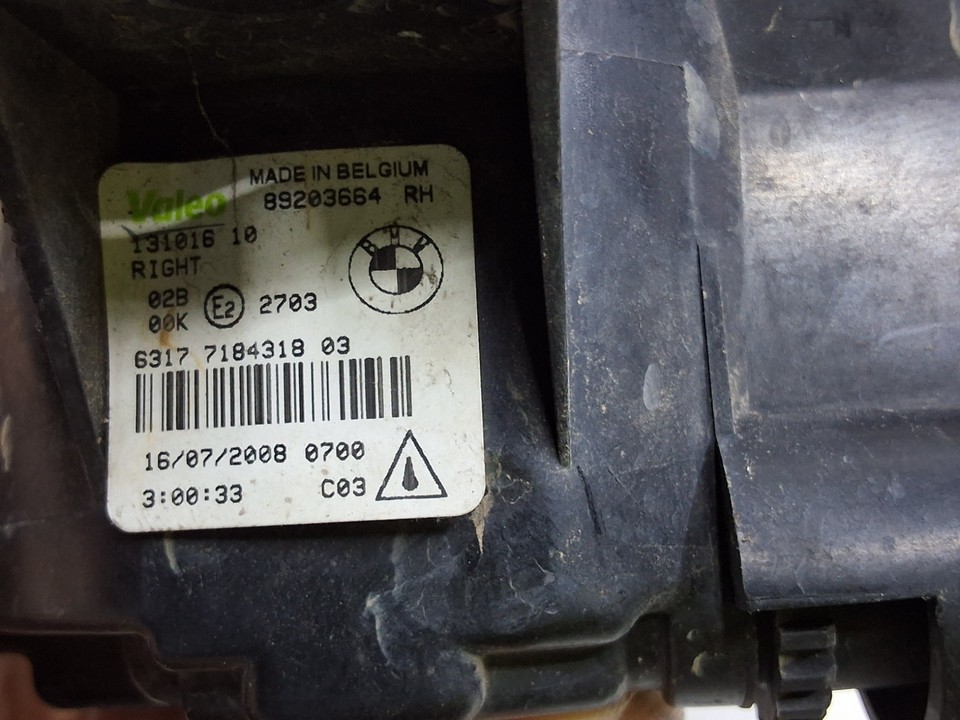 MADE IN BELGIUM
Valeo
89203664 RH
131016 10
RIGHT
02B
00K
E2
2703
6317 7184318 03
16/07/2008 0700
3:00:33
C03